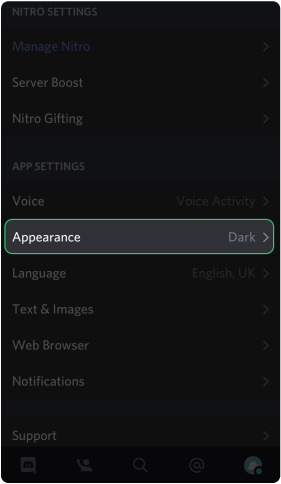 NITRO SETTINGS
Manage Nitro
Server Boost
Nitro Gifting
APP SETTINGS
Voice Voice Activity
Appearance Dark
Language English, UK
Text & Images
Web Browser
Notifications
Support
@